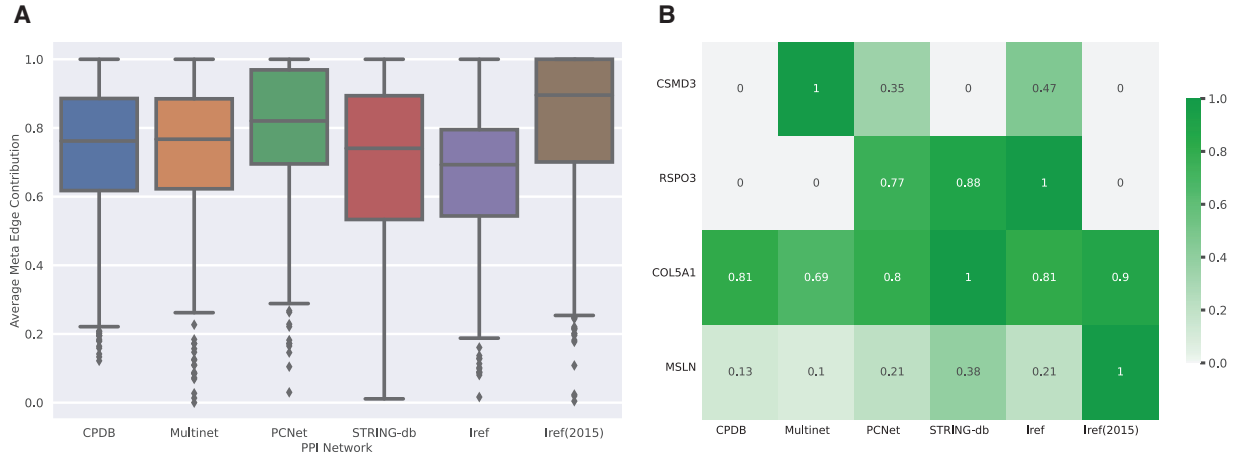 A
Average Meta Edge Contribution
1.0
0.8
0.6
0.4
0.2
0.0
CPDB Multinet PCNet STRING-db Iref Iref(2015)
PPI Network
B
CSMD3 0 1 0.35 0 0.47 0
RSPO3 0 0 0.77 0.88 1 0
COL5A1 0.81 0.69 0.8 1 0.81 0.9
MSLN 0.13 0.1 0.21 0.38 0.21 1
CPDB Multinet PCNet STRING-db Iref Iref(2015)
1.0
0.8
0.6
0.4
0.2
0.0